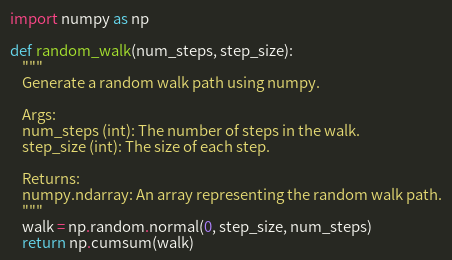 import numpy as np

def random_walk(num_steps, step_size):
    """
    Generate a random walk path using numpy.

    Args:
    num_steps (int): The number of steps in the walk.
    step_size (int): The size of each step.

    Returns:
    numpy.ndarray: An array representing the random walk path.
    """
    walk = np.random.normal(0, step_size, num_steps)
    return np.cumsum(walk)